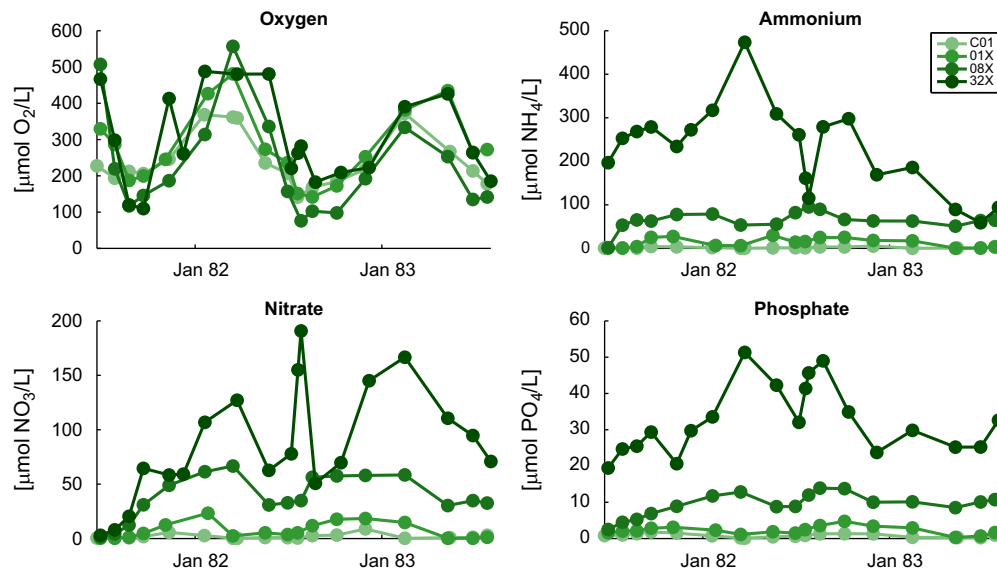 Oxygen
[μmol O2/L]
600
500
400
300
200
100
0
Jan 82 Jan 83
Ammonium
[μmol NH4/L]
500
400
300
200
100
0
Jan 82 Jan 83
C01
01X
08X
32X
Nitrate
[μmol NO3/L]
200
150
100
50
0
Jan 82 Jan 83
Phosphate
[μmol PO4/L]
60
50
40
30
20
10
0
Jan 82 Jan 83